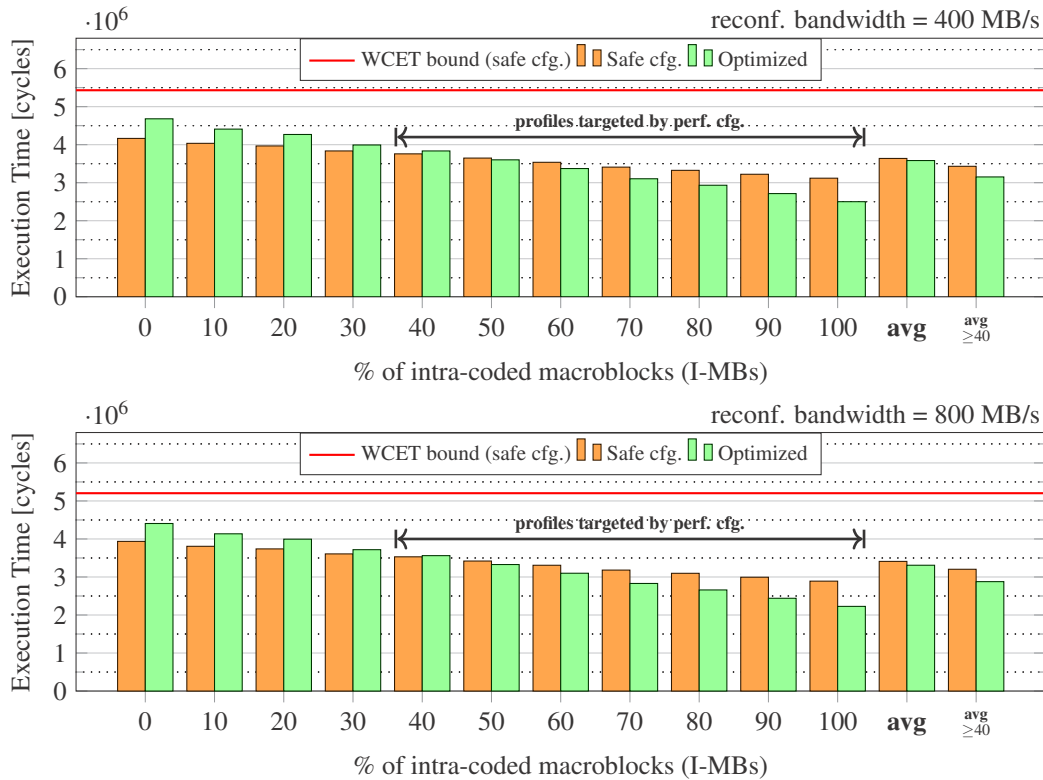 ·10⁶
reconf. bandwidth = 400 MB/s
WCET bound (safe cfg.) Safe cfg. Optimized
profiles targeted by perf. cfg.
Execution Time [cycles]
6
5
4
3
2
1
0
0 10 20 30 40 50 60 70 80 90 100 avg avg ≥40
% of intra-coded macroblocks (I-MBs)
·10⁶
reconf. bandwidth = 800 MB/s
WCET bound (safe cfg.) Safe cfg. Optimized
profiles targeted by perf. cfg.
Execution Time [cycles]
6
5
4
3
2
1
0
0 10 20 30 40 50 60 70 80 90 100 avg avg ≥40
% of intra-coded macroblocks (I-MBs)